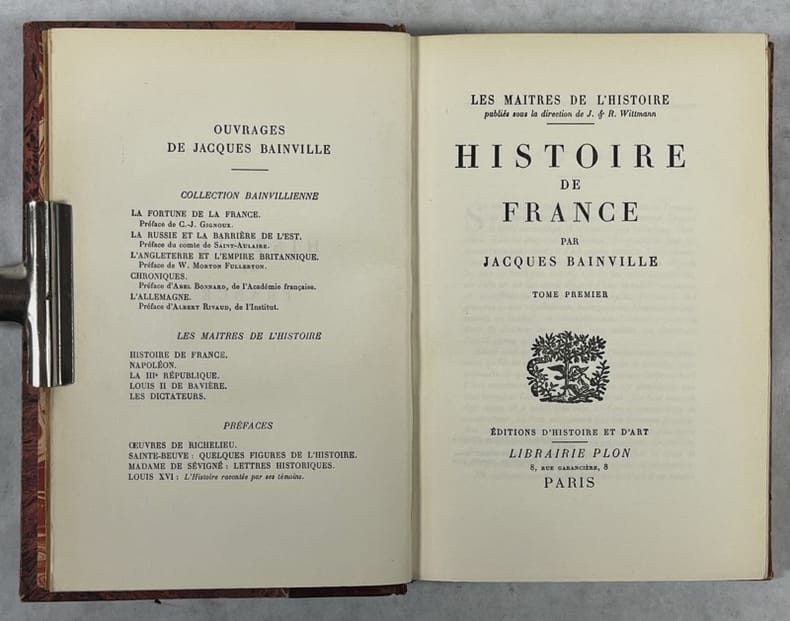 OUVRAGES
DE JACQUES BAINVILLE
COLLECTION BAINVILLIENNE
LA FORTUNE DE LA FRANCE.
Préface de C.-J. Gignoux.
LA RUSSIE ET LA BARRIÈRE DE L'EST.
Préface du comte de Saint-Aulaire.
L'ANGLETERRE ET L'EMPIRE BRITANNIQUE.
Préface de W. Morton Fullerton.
CHRONIQUES.
Préface d'Abel Bonnard, de l'Académie française.
L'ALLEMAGNE.
Préface d'Albert Rivaud, de l'Institut.
LES MAITRES DE L'HISTOIRE
HISTOIRE DE FRANCE.
NAPOLÉON.
LA IIIe RÉPUBLIQUE.
LOUIS II DE BAVIÈRE.
LES DICTATEURS.
PRÉFACES
ŒUVRES DE RICHELIEU.
SAINTE-BEUVE : QUELQUES FIGURES DE L'HISTOIRE.
MADAME DE SÉVIGNÉ : LETTRES HISTORIQUES.
LOUIS XVI : L'Histoire racontée par ses témoins.
LES MAITRES DE L'HISTOIRE
publiés sous la direction de J. & R. Wittmann
HISTOIRE
DE
FRANCE
PAR
JACQUES BAINVILLE
TOME PREMIER
ÉDITIONS D'HISTOIRE ET D'ART
LIBRAIRIE PLON
8, RUE GARANCIÈRE, 8
PARIS